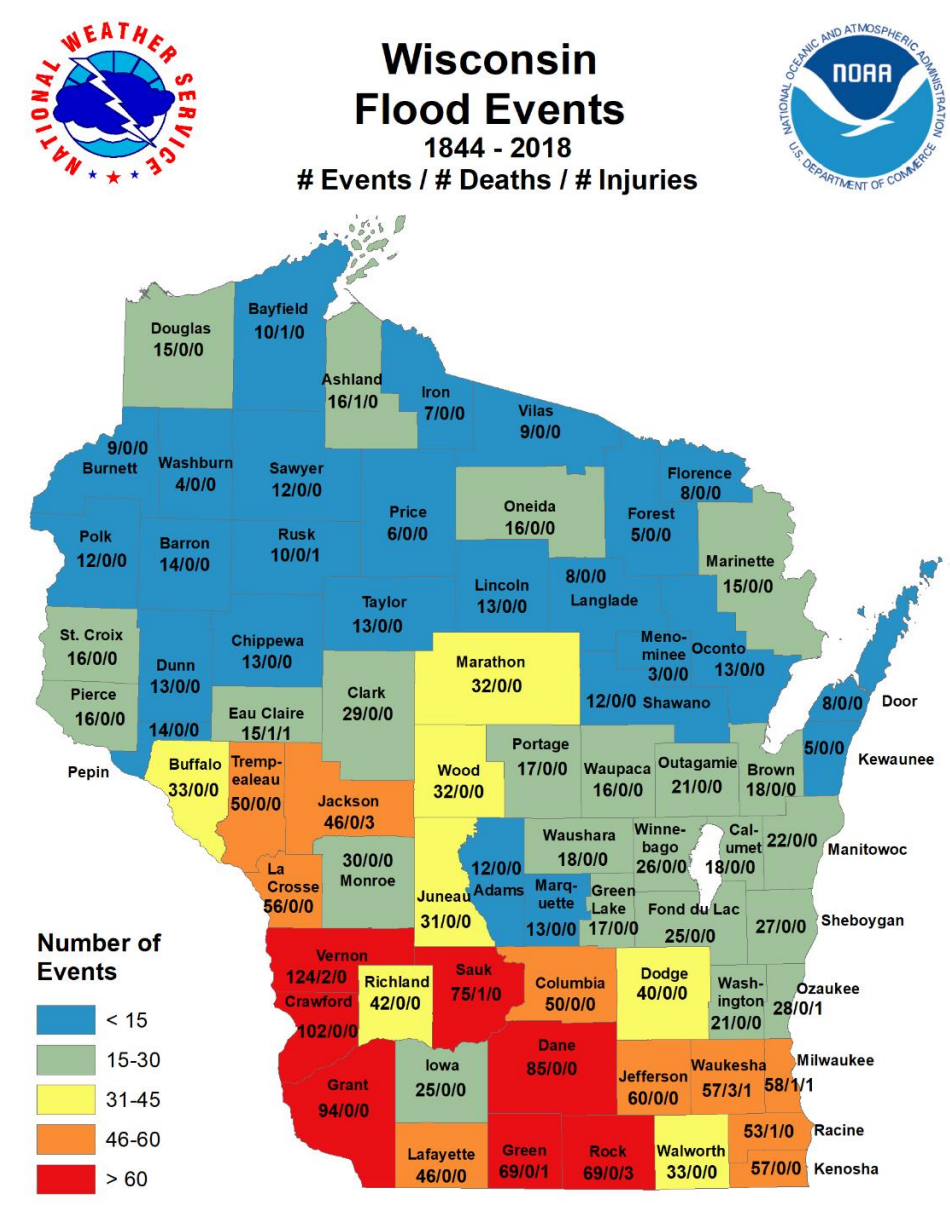 NATIONAL WEATHER SERVICE
NATIONAL OCEANIC AND ATMOSPHERIC ADMINISTRATION
NOAA
U.S. DEPARTMENT OF COMMERCE
Wisconsin
Flood Events
1844 - 2018
# Events / # Deaths / # Injuries
Douglas
15/0/0
Bayfield
10/1/0
Ashland
16/1/0
Iron
7/0/0
Vilas
9/0/0
9/0/0
Burnett
Washburn
4/0/0
Sawyer
12/0/0
Price
6/0/0
Oneida
16/0/0
Forest
5/0/0
Florence
8/0/0
Marinette
15/0/0
Polk
12/0/0
Barron
14/0/0
Rusk
10/0/1
Taylor
13/0/0
Lincoln
13/0/0
8/0/0
Langlade
St. Croix
16/0/0
Dunn
13/0/0
Chippewa
13/0/0
Marathon
32/0/0
Meno-
minee
3/0/0
Oconto
13/0/0
12/0/0 Shawano
8/0/0
Door
Pierce
16/0/0
14/0/0
Pepin
Eau Claire
15/1/1
Clark
29/0/0
5/0/0
Kewaunee
Buffalo
33/0/0
Tremp-
ealeau
50/0/0
Jackson
46/0/3
Wood
32/0/0
Portage
17/0/0
Waupaca
16/0/0
Outagamie
21/0/0
Brown
18/0/0
La
Crosse
56/0/0
30/0/0
Monroe
Juneau
31/0/0
12/0/0
Adams
Waushara
18/0/0
Winne-
bago
26/0/0
Cal-
umet
18/0/0
22/0/0
Manitowoc
Marq-
uette
13/0/0
Green
Lake
17/0/0
Fond du Lac
25/0/0
27/0/0
Sheboygan
Vernon
124/2/0
Richland
42/0/0
Sauk
75/1/0
Columbia
50/0/0
Dodge
40/0/0
Wash-
ington
21/0/0
Ozaukee
28/0/1
Crawford
102/0/0
Grant
94/0/0
Iowa
25/0/0
Dane
85/0/0
Jefferson
60/0/0
Waukesha
57/3/1
Milwaukee
58/1/1
Lafayette
46/0/0
Green
69/0/1
Rock
69/0/3
Walworth
33/0/0
53/1/0
Racine
57/0/0
Kenosha
Number of
Events
< 15
15-30
31-45
46-60
> 60